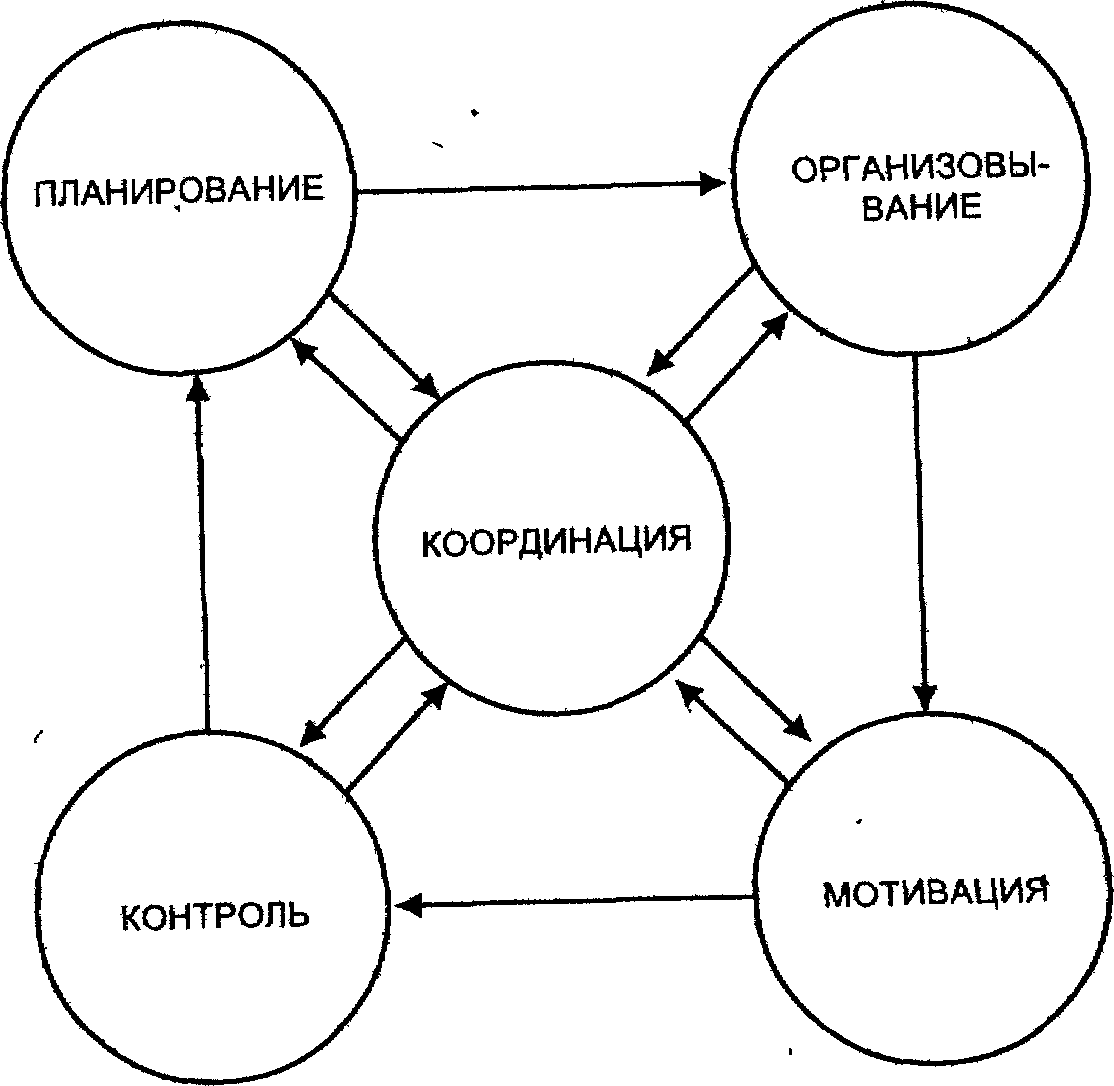 ПЛАНИРОВАНИЕ
ОРГАНИЗОВЫ-
ВАНИЕ
КООРДИНАЦИЯ
КОНТРОЛЬ
МОТИВАЦИЯ